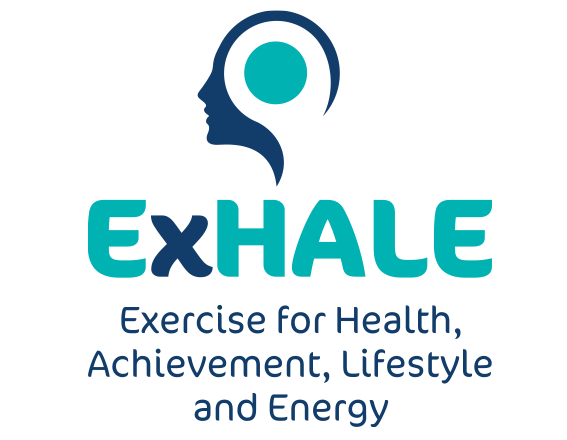 ExHALE
Exercise for Health,
Achievement, Lifestyle
and Energy